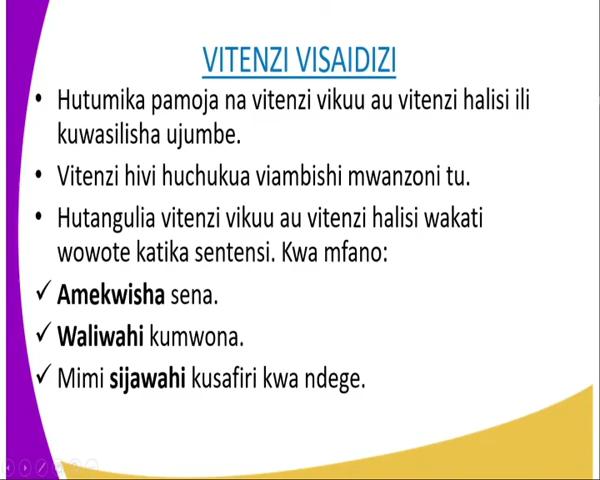 VITENZI VISAIDIZI
• Hutumika pamoja na vitenzi vikuu au vitenzi halisi ili
kuwasilisha ujumbe.
• Vitenzi hivi huchukua viambishi mwanzoni tu.
• Hutangulia vitenzi vikuu au vitenzi halisi wakati
wowote katika sentensi. Kwa mfano:
✓ Amekwisha sena.
✓ Waliwahi kumwona.
✓ Mimi sijawahi kusafiri kwa ndege.